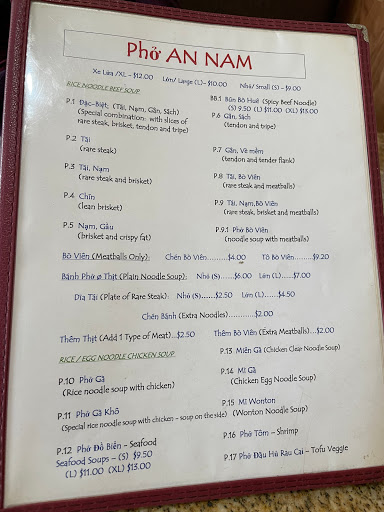 Phở AN NAM
Xe Lửa /XL - $12.00 Lớn/ Large (L)- $10.00 Nhỏ/ Small (S) - $9.00
RICE NOODLE BEEF SOUP
P.1 Đặc-Biệt, (Tái, Nạm, Gân, Sách)
(Special combination: with slices of
rare steak, brisket, tendon and tripe)
P.2 Tái
(rare steak)
P.3 Tái, Nạm
(rare steak and brisket)
P.4 Chín
(lean brisket)
P.5 Nạm, Gầu
(brisket and crispy fat)
BB.1 Bún Bò Huế (Spicy Beef Noodle)
(S) $9.50 (L) $11.00 (XL) $13.00
P.6 Gân, Sách
(tendon and tripe)
P.7 Gân, Vè mềm
(tendon and tender flank)
P.8 Tái, Bò Viên
(rare steak and meatballs)
P.9 Tái, Nạm,Bò Viên
(rare steak, brisket and meatballs)
P.9.1 Phở Bò Viên
(noodle soup with meatballs)
Bò Viên (Meatballs Only): Chén Bò Viên........$4.00 Tô Bò Viên........$9.20
Bánh Phở ø Thịt (Plain Noodle Soup): Nhỏ (S).......$6.00 Lớn (L).......$7.00
Dĩa Tái (Plate of Rare Steak): Nhỏ (S)......$2.50 Lớn (L).......$4.50
Chén Bánh (Extra Noodles)............$2.00
Thêm Thịt (Add 1 Type of Meat)...$2.50 Thêm Bò Viên (Extra Meatballs)...$2.00
RICE / EGG NOODLE CHICKEN SOUP
P.10 Phở Gà
(Rice noodle soup with chicken)
P.11 Phở Gà Khô
(Special rice noodle soup with chicken – soup on the side)
P.12 Phở Đồ Biển – Seafood
Seafood Soups – (S) $9.50
(L) $11.00 (XL) $13.00
P.13 Miến Gà (Chicken Clear Noodle Soup)
P.14 Mì Gà
(Chicken Egg Noodle Soup)
P.15 Mì Wonton
(Wonton Noodle Soup)
P.16 Phở Tôm – Shrimp
P.17 Phở Đậu Hủ Rau Cải – Tofu Veggie